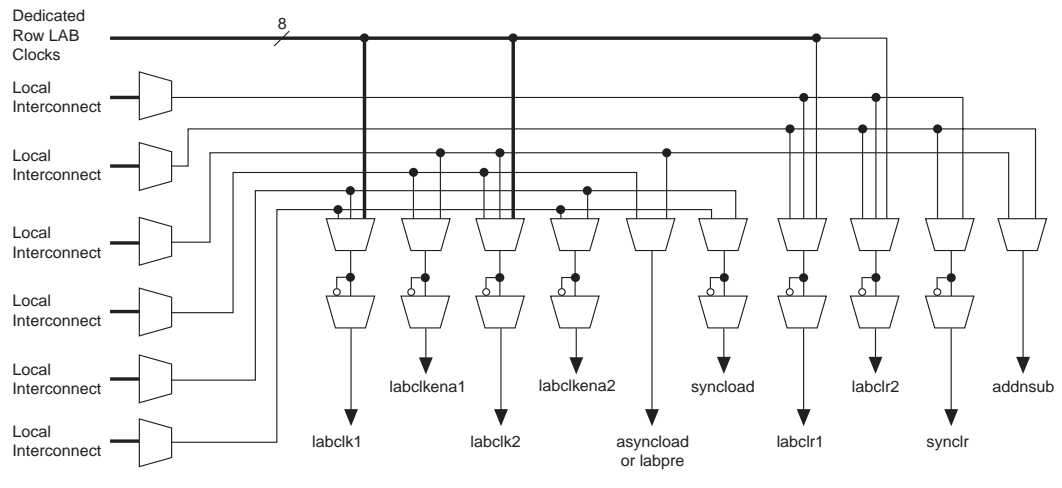 Dedicated
Row LAB
Clocks
8
Local
Interconnect
Local
Interconnect
Local
Interconnect
Local
Interconnect
Local
Interconnect
Local
Interconnect
labclkena1
labclkena2
syncload
labclr2
addnsub
labclk1
labclk2
asyncload
or labpre
labclr1
synclr